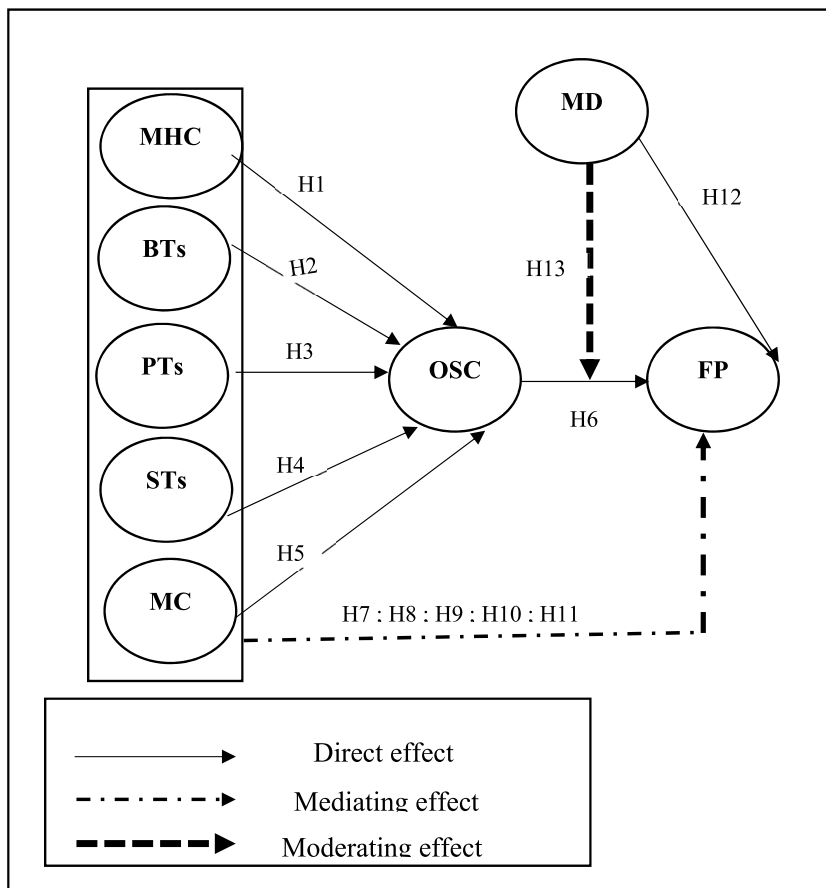 MD
MHC
H1
H12
BTs
H2
H13
H3
PTs
OSC
FP
H6
STs
H4
H5
MC
H7 : H8 : H9 : H10 : H11
Direct effect
Mediating effect
Moderating effect